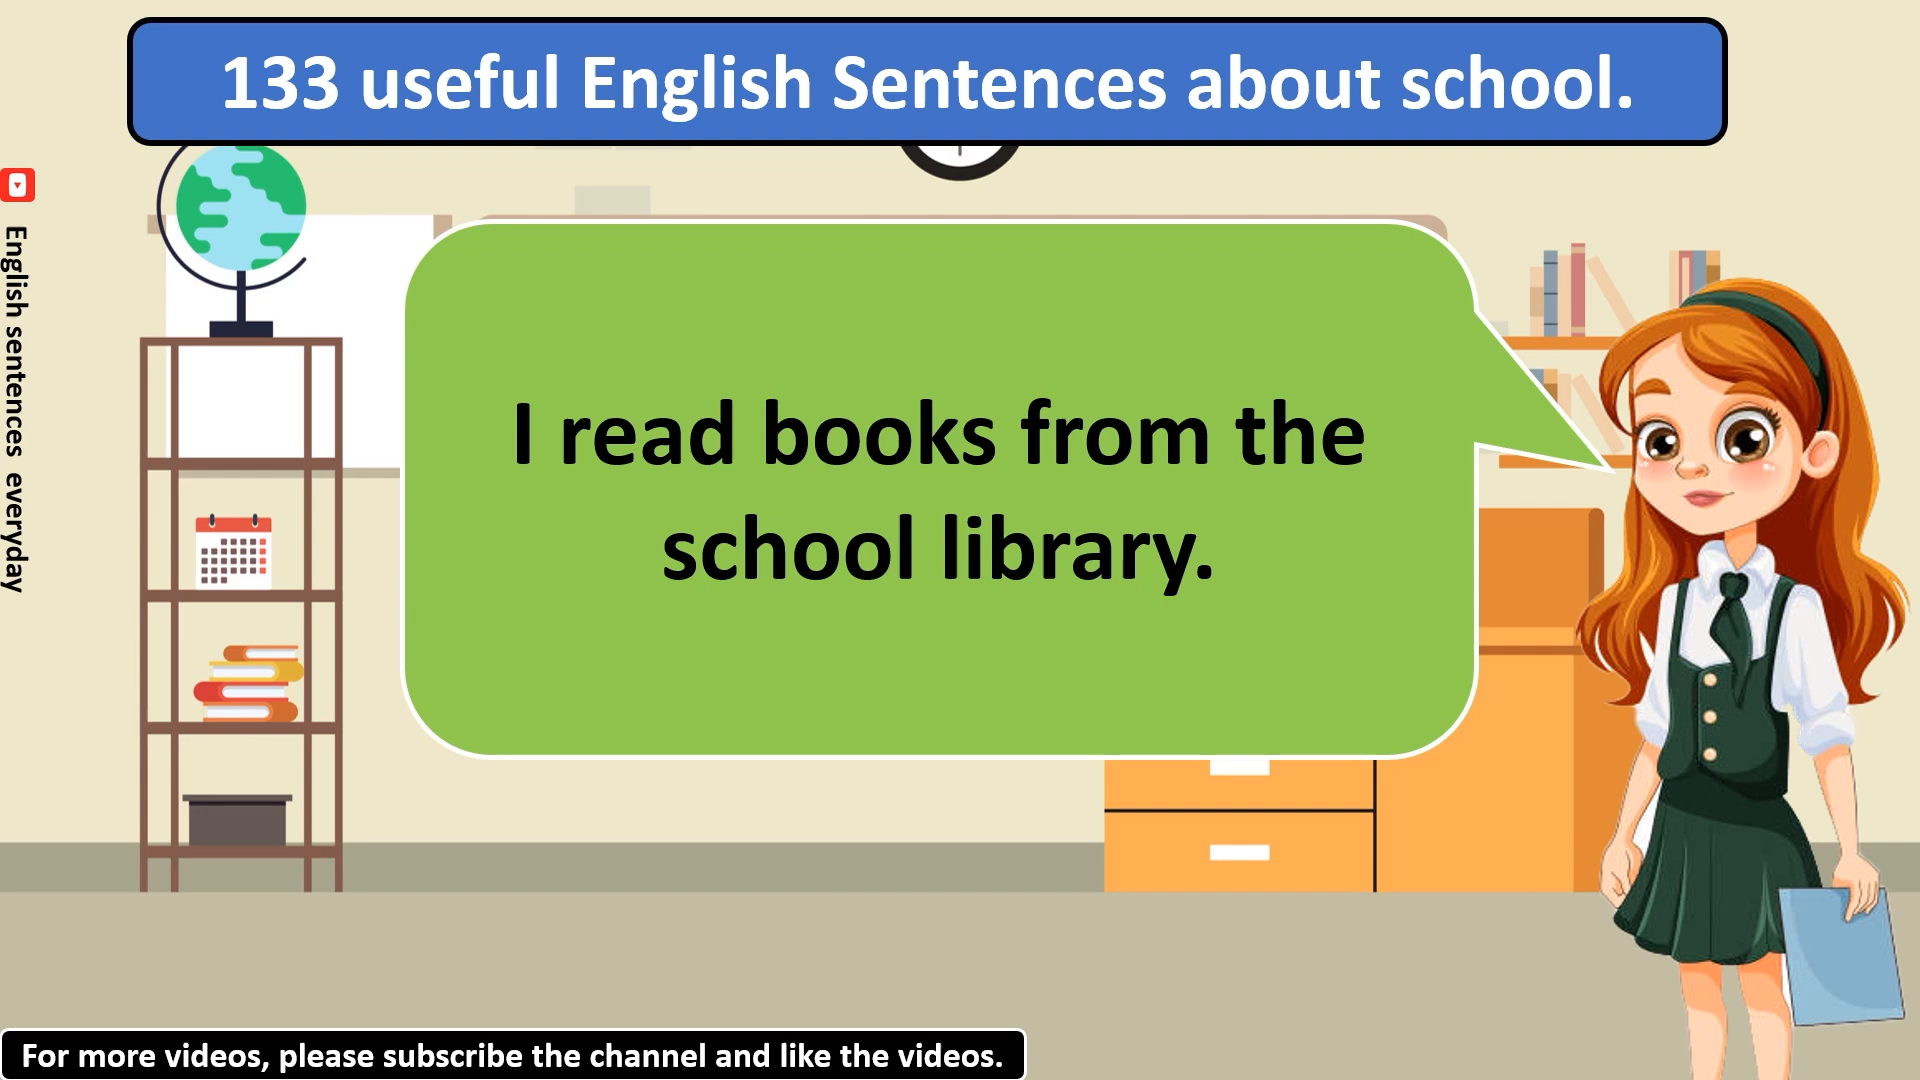 133 useful English Sentences about school.
English sentences everyday
I read books from the
school library.
For more videos, please subscribe the channel and like the videos.